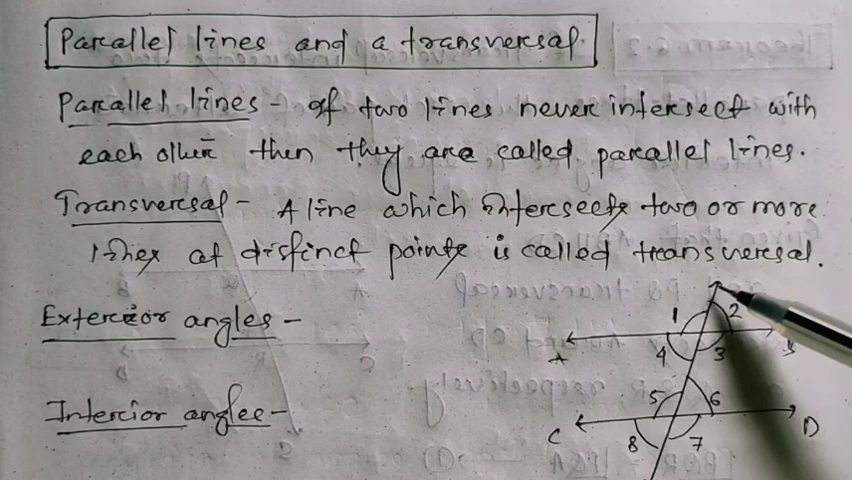 Parallel lines and a transversal.
Parallel lines - If two lines never intersect with
each other then they are called parallel lines.
Transversal - A line which intersects two or more
lines at distinct points is called transversal.
Exterior angles -
Interior angles -
1 2
A 4 3 B
5 6
C 8 7 D